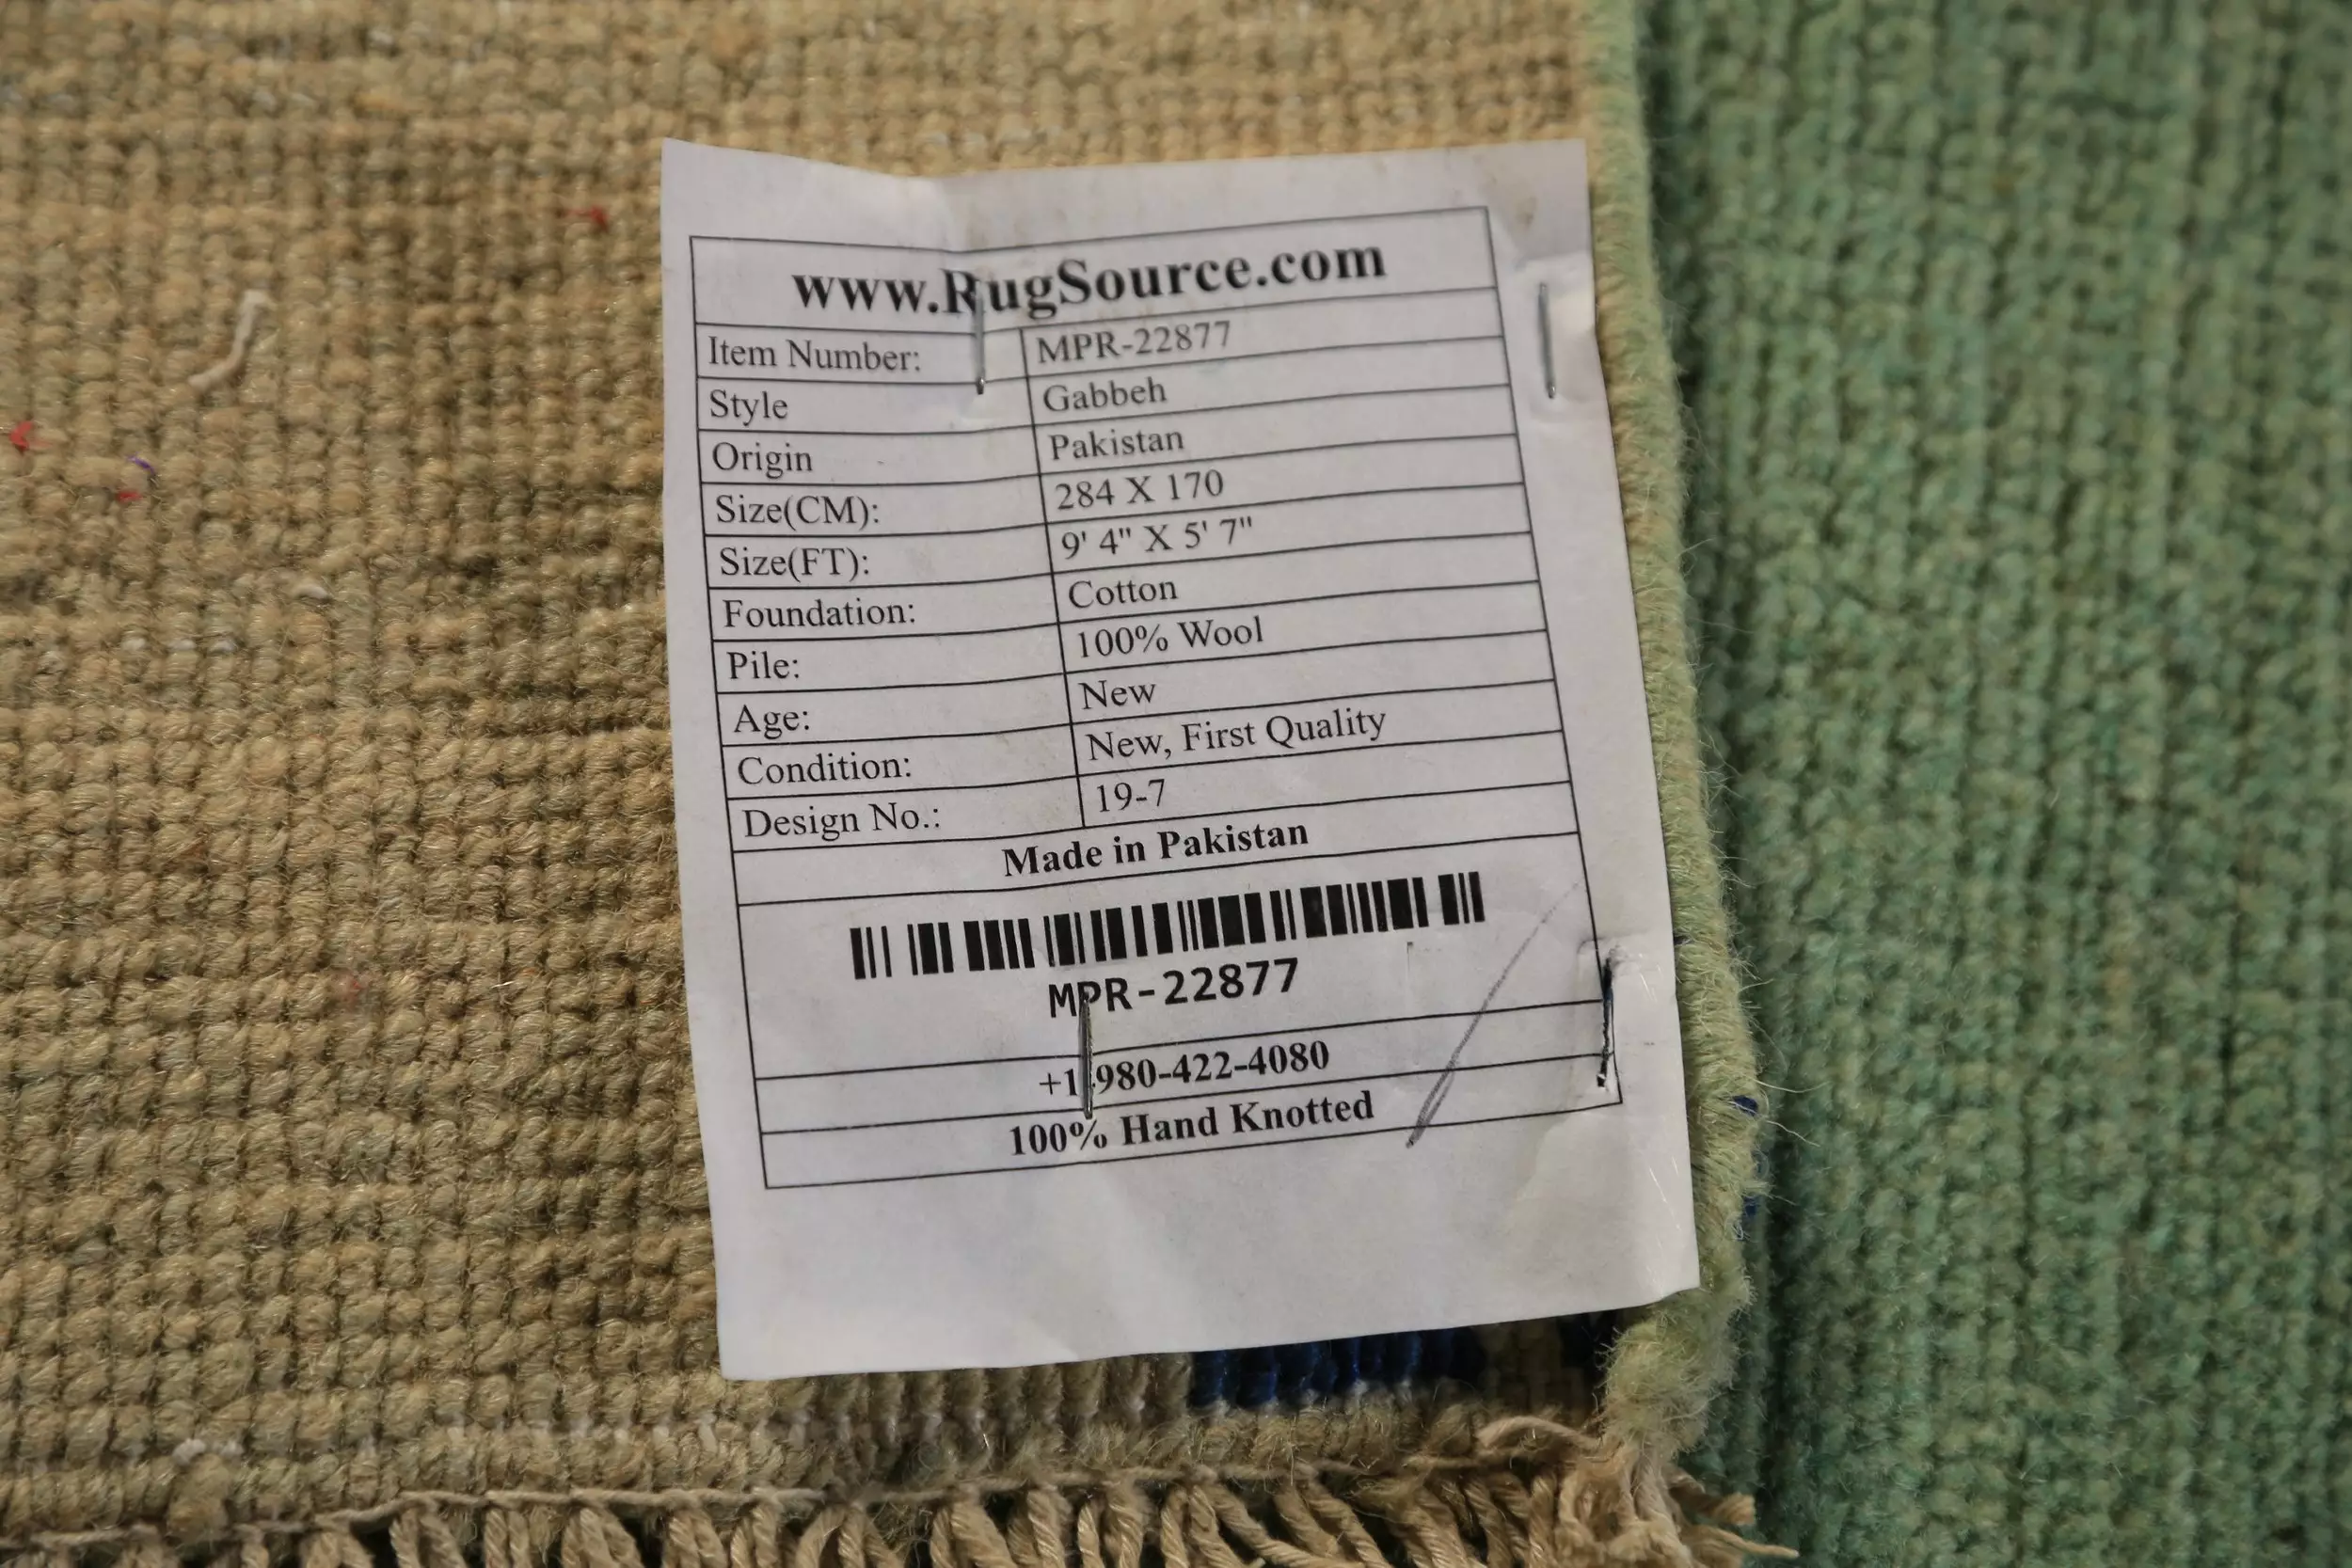 www.RugSource.com
Item Number: MPR-22877
Style Gabbeh
Origin Pakistan
Size(CM): 284 X 170
Size(FT): 9' 4" X 5' 7"
Foundation: Cotton
Pile: 100% Wool
Age: New
Condition: New, First Quality
Design No.: 19-7
Made in Pakistan
MPR-22877
+1-980-422-4080
100% Hand Knotted